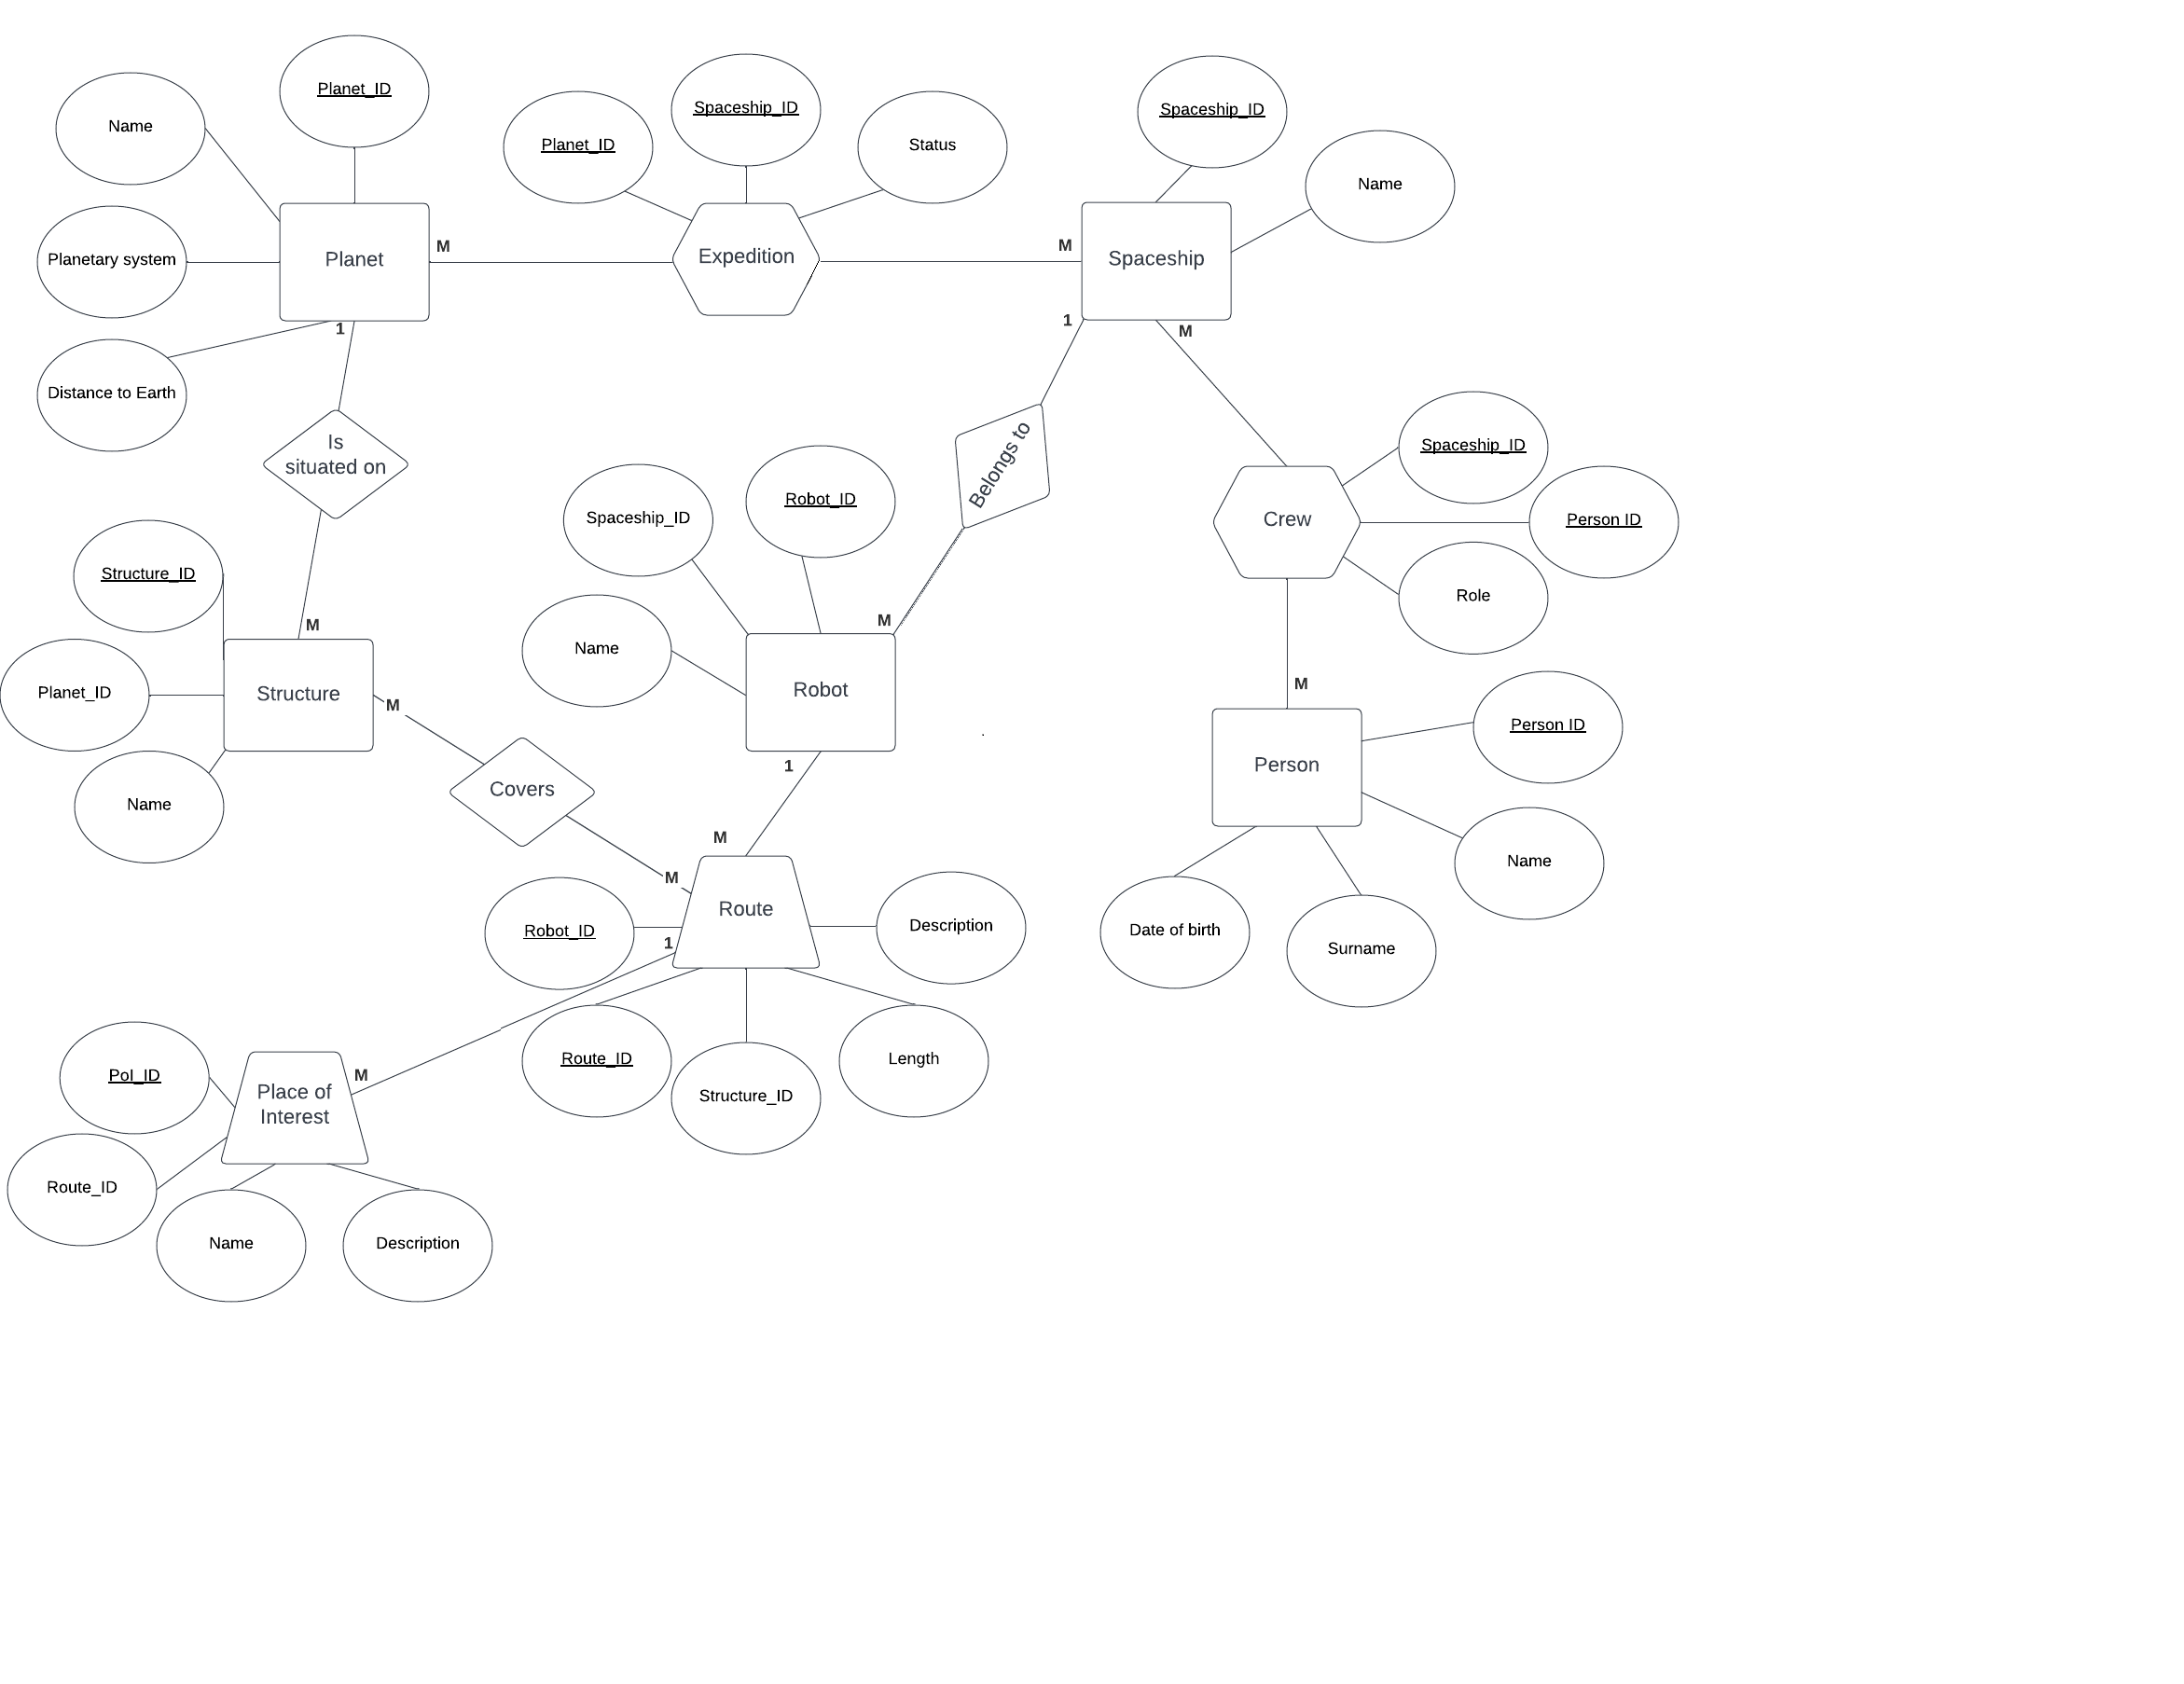 Planet_ID
Name
Planetary system
Distance to Earth
Planet
M
1
Planet_ID
Spaceship_ID
Status
Expedition
M
Spaceship_ID
Name
Spaceship
1
M
Is
situated on
Belongs to
Spaceship_ID
Person ID
Role
Crew
M
Structure_ID
Planet_ID
Name
M
Structure
M
Spaceship_ID
Robot_ID
Name
M
Robot
1
Person ID
Name
Surname
Date of birth
Person
Covers
M
M
Route
1
Robot_ID
Description
Route_ID
Structure_ID
Length
PoI_ID
Place of
Interest
M
Route_ID
Name
Description